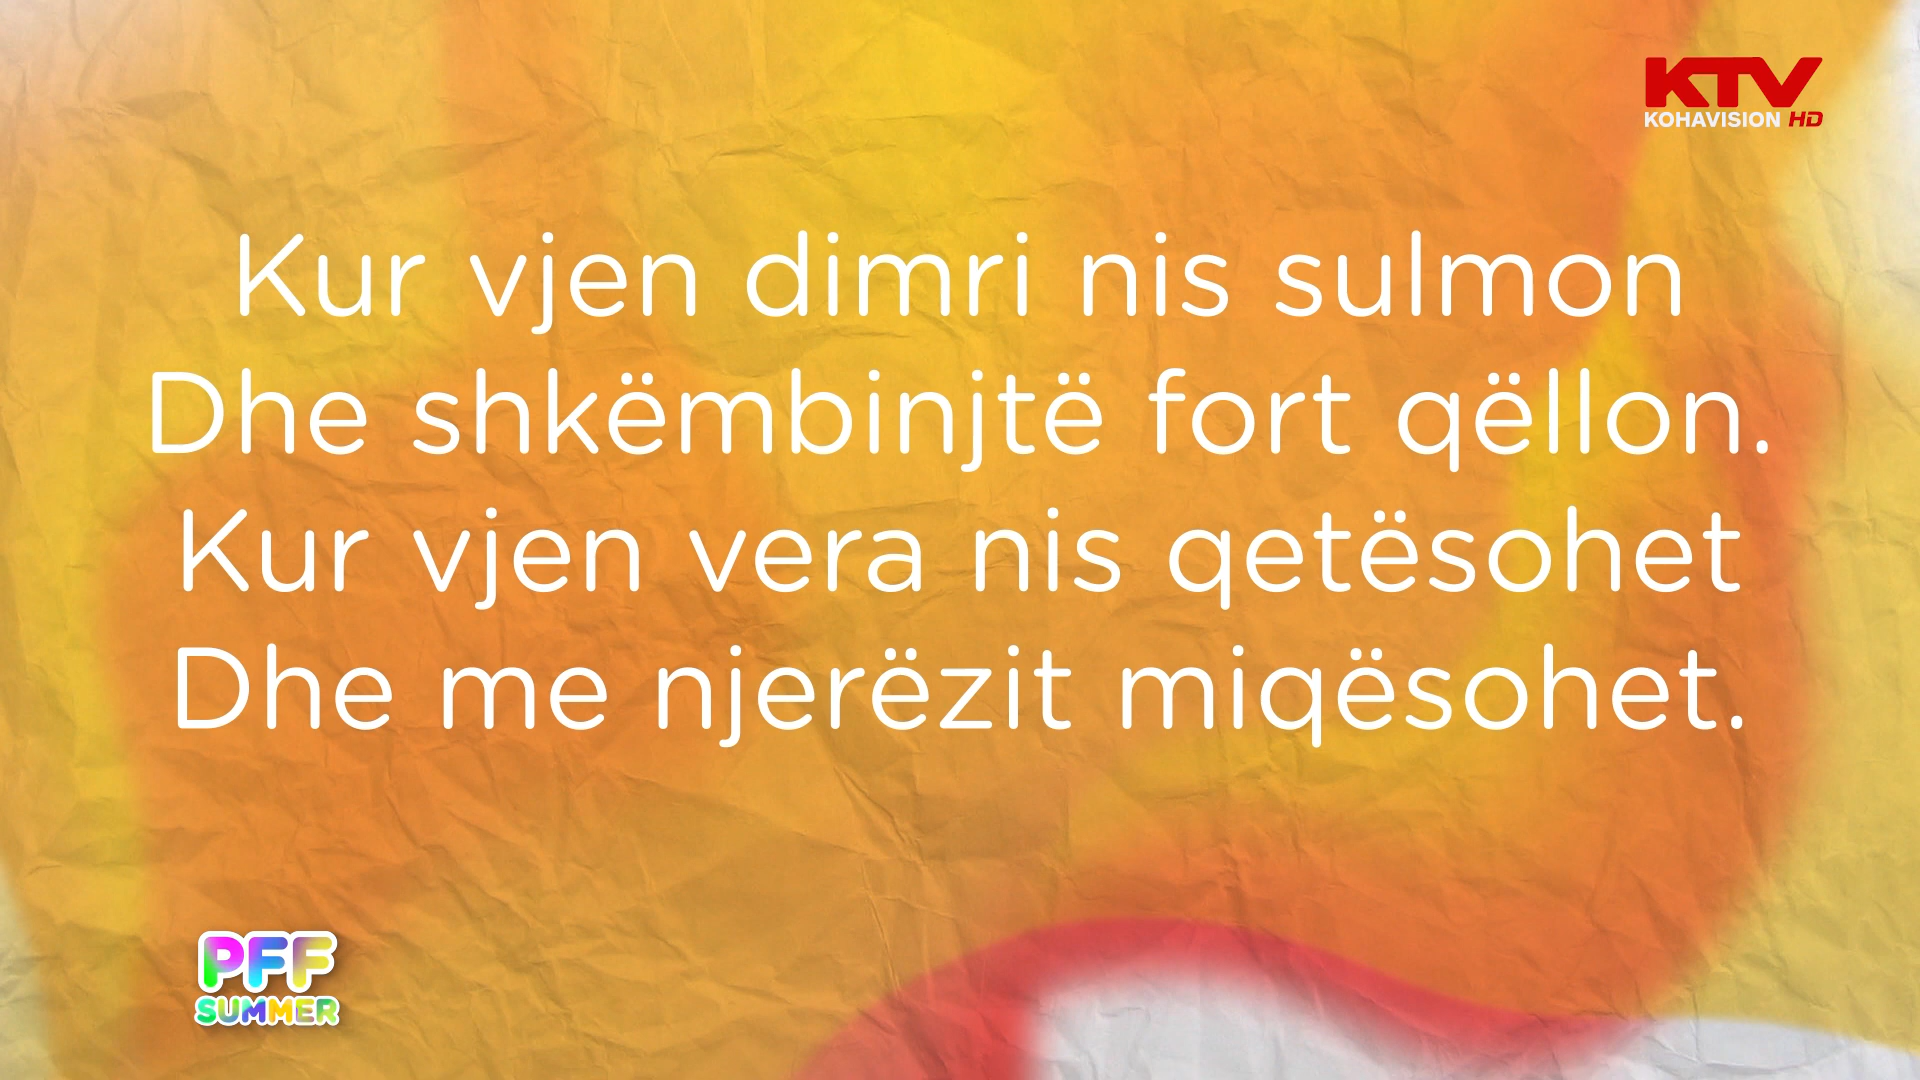 KTV
KOHAVISION HD
Kur vjen dimri nis sulmon
Dhe shkëmbinjtë fort qëllon.
Kur vjen vera nis qetësohet
Dhe me njerëzit miqësohet.
PFF
SUMMER